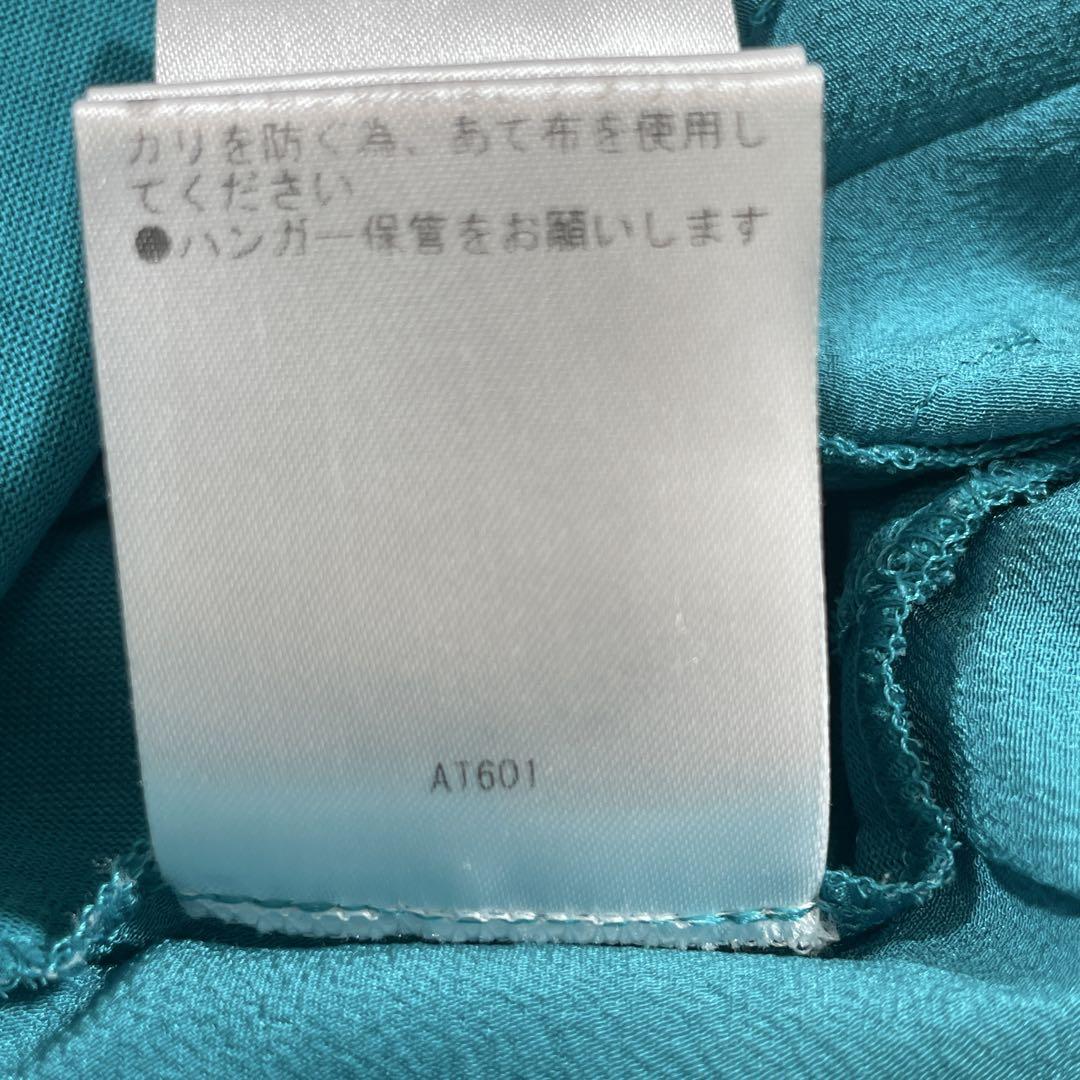 カリを防ぐ為、あて布を使用し
てください
●ハンガー保管をお願いします
AT601